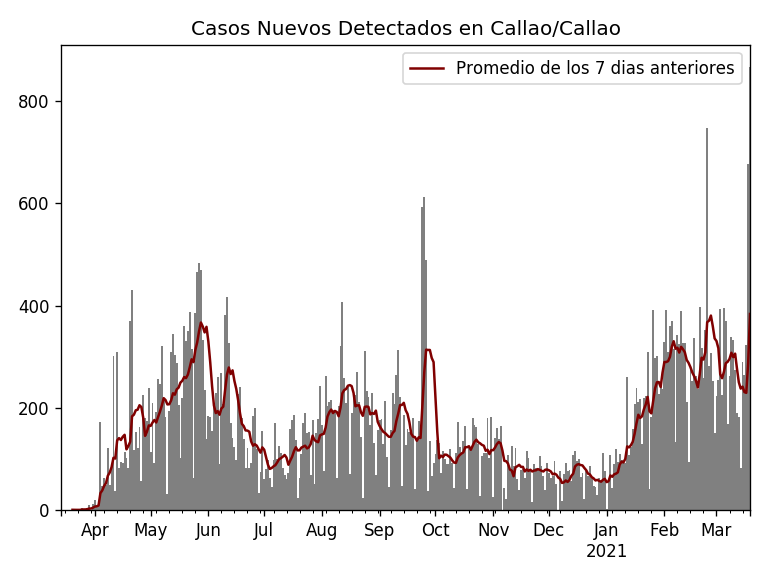 Casos Nuevos Detectados en Callao/Callao
Promedio de los 7 dias anteriores
800
600
400
200
0
Apr May Jun Jul Aug Sep Oct Nov Dec Jan Feb Mar
2021